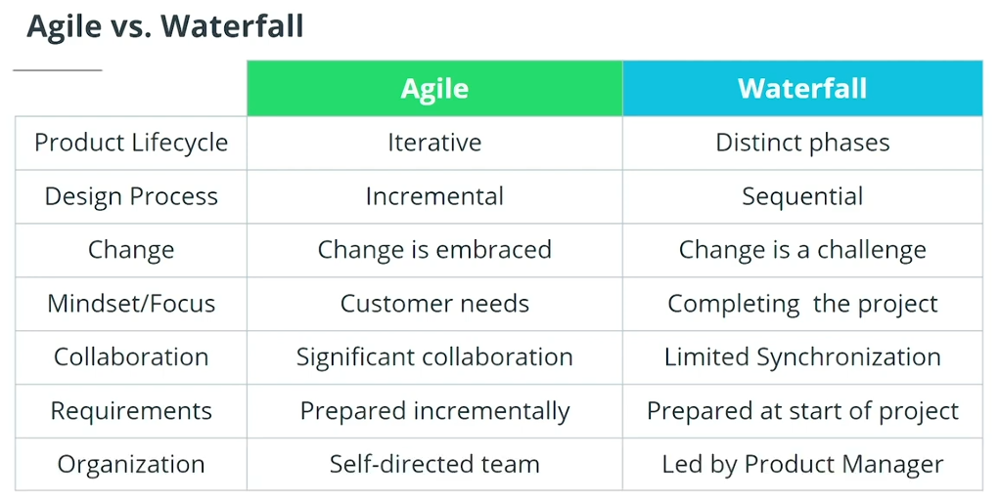 Agile vs. Waterfall
Agile Waterfall
Product Lifecycle Iterative Distinct phases
Design Process Incremental Sequential
Change Change is embraced Change is a challenge
Mindset/Focus Customer needs Completing  the project
Collaboration Significant collaboration Limited Synchronization
Requirements Prepared incrementally Prepared at start of project
Organization Self-directed team Led by Product Manager